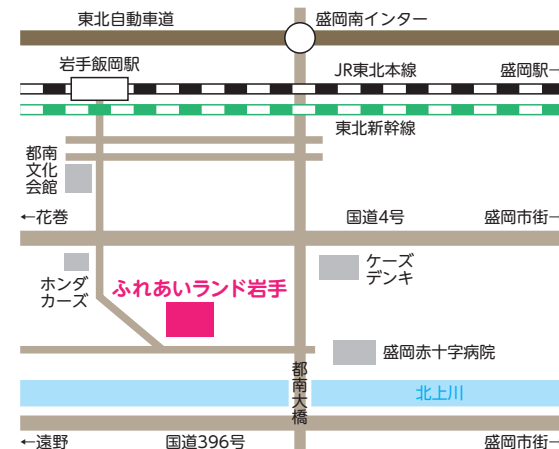 東北自動車道
盛岡南インター
岩手飯岡駅
JR東北本線
盛岡駅→
東北新幹線
都南
文化
会館
←花巻
国道4号
盛岡市街→
ホンダ
カーズ
ふれあいランド岩手
ケーズ
デンキ
盛岡赤十字病院
都南大橋
北上川
←遠野
国道396号
盛岡市街→